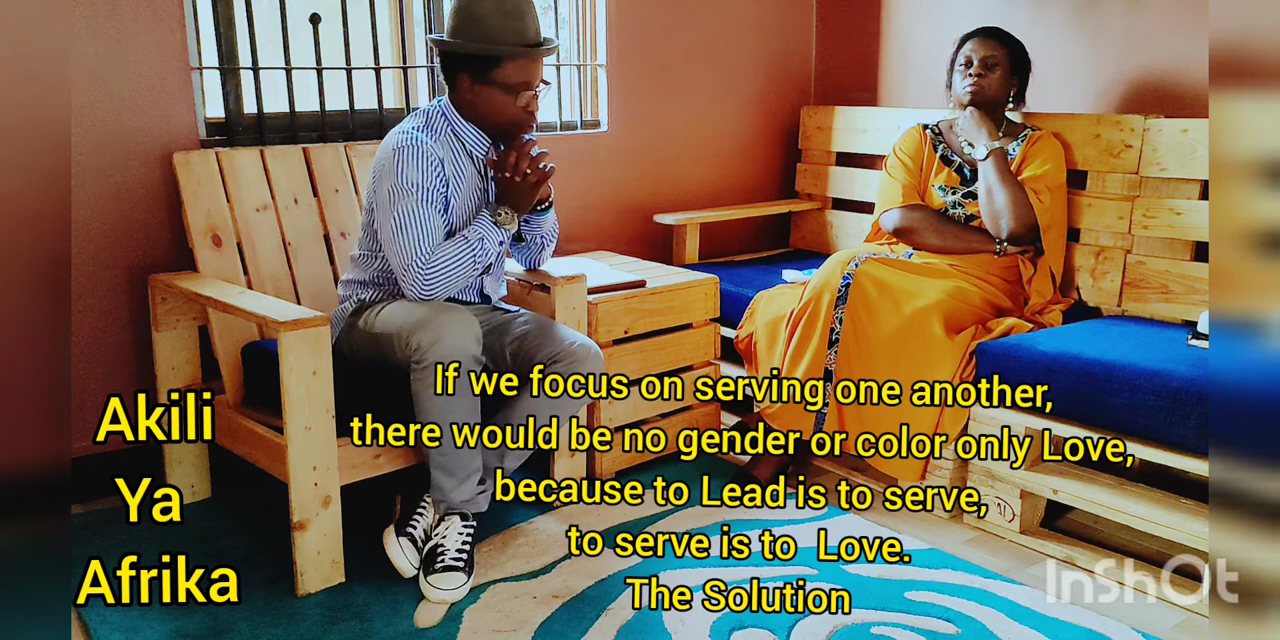 Akili
Ya
Afrika
If we focus on serving one another,
there would be no gender or color only Love,
because to Lead is to serve,
to serve is to Love.
The Solution
InShOt